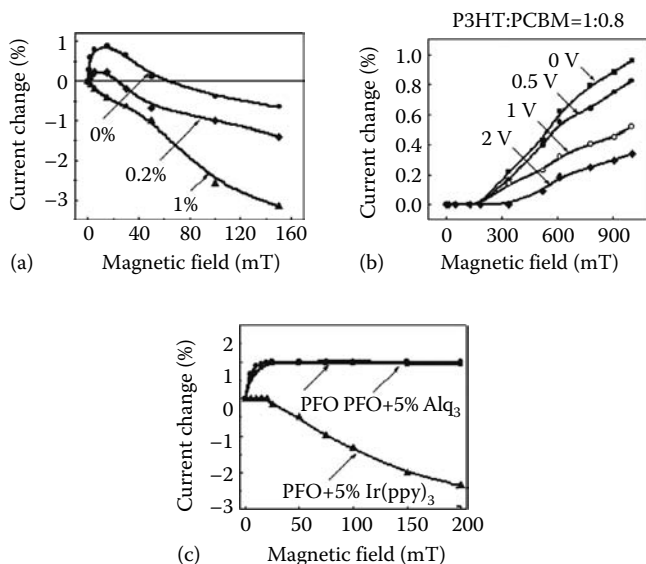 Current change (%)
1
0
−1
−2
−3
0%
0.2%
1%
0 40 80 120 160
(a) Magnetic field (mT)
P3HT:PCBM=1:0.8
Current change (%)
1.0
0.8
0.6
0.4
0.2
0.0
0 V
0.5 V
1 V
2 V
0 300 600 900
(b) Magnetic field (mT)
Current change (%)
2
1
0
−1
−2
−3
PFO PFO+5% Alq₃
PFO+5% Ir(ppy)₃
0 50 100 150 200
(c) Magnetic field (mT)